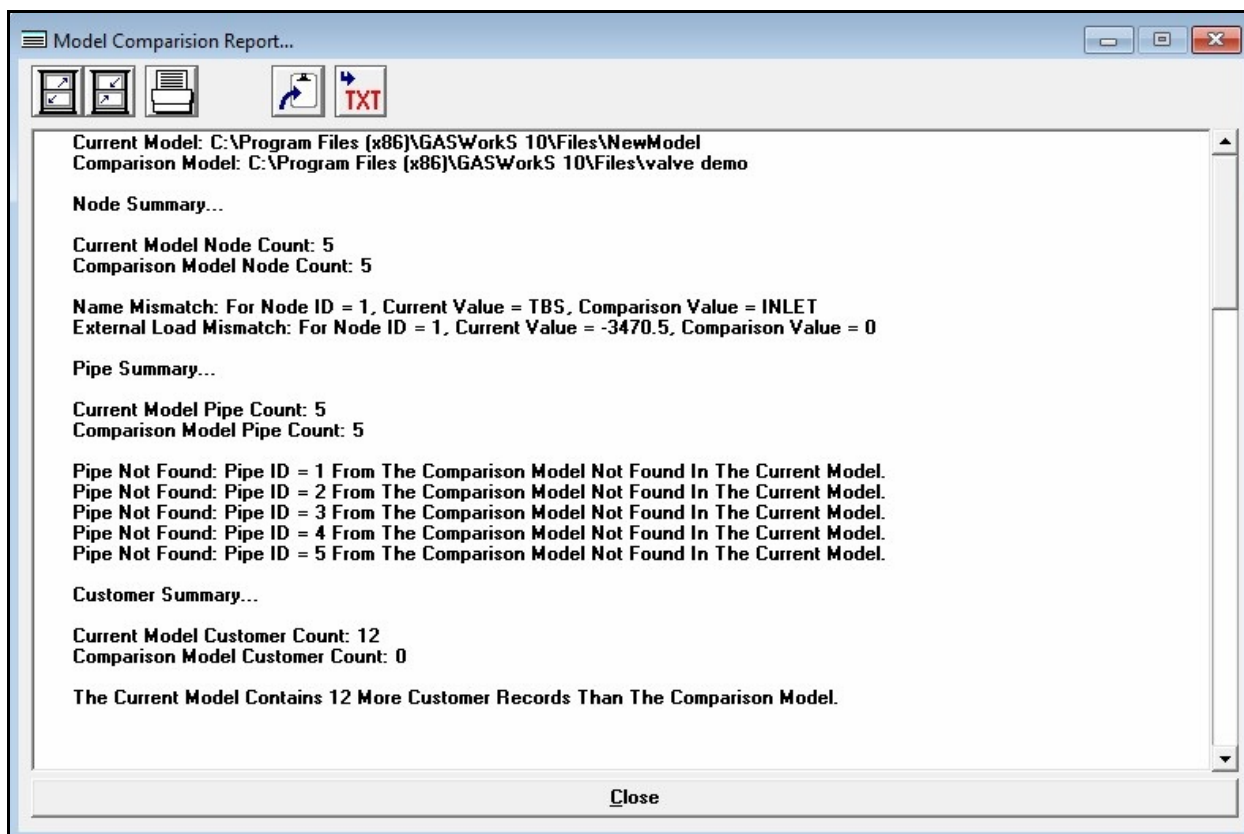 Model Comparision Report...
TXT
Current Model: C:\Program Files (x86)\GASWorkS 10\Files\NewModel
Comparison Model: C:\Program Files (x86)\GASWorkS 10\Files\valve demo
Node Summary...
Current Model Node Count: 5
Comparison Model Node Count: 5
Name Mismatch: For Node ID = 1, Current Value = TBS, Comparison Value = INLET
External Load Mismatch: For Node ID = 1, Current Value = -3470.5, Comparison Value = 0
Pipe Summary...
Current Model Pipe Count: 5
Comparison Model Pipe Count: 5
Pipe Not Found: Pipe ID = 1 From The Comparison Model Not Found In The Current Model.
Pipe Not Found: Pipe ID = 2 From The Comparison Model Not Found In The Current Model.
Pipe Not Found: Pipe ID = 3 From The Comparison Model Not Found In The Current Model.
Pipe Not Found: Pipe ID = 4 From The Comparison Model Not Found In The Current Model.
Pipe Not Found: Pipe ID = 5 From The Comparison Model Not Found In The Current Model.
Customer Summary...
Current Model Customer Count: 12
Comparison Model Customer Count: 0
The Current Model Contains 12 More Customer Records Than The Comparison Model.
Close